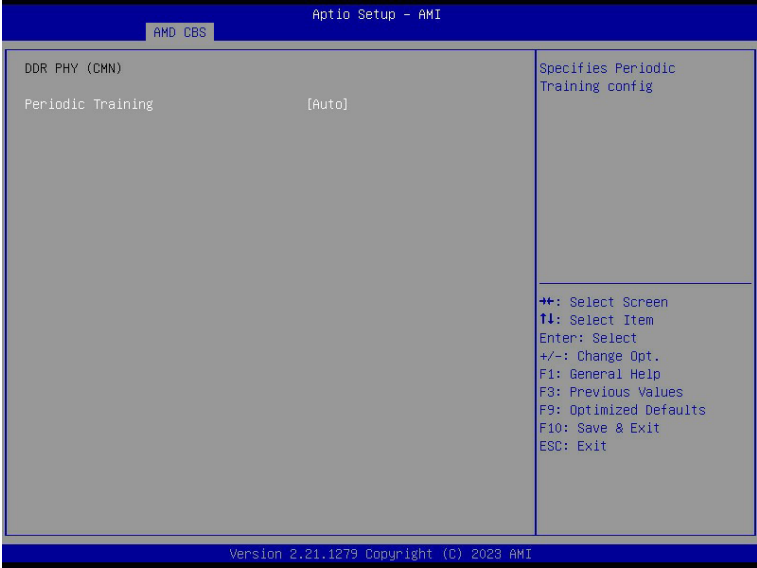 Aptio Setup – AMI
AMD CBS
DDR PHY (CMN)
Periodic Training [Auto]
Specifies Periodic
Training config
→←: Select Screen
↑↓: Select Item
Enter: Select
+/-: Change Opt.
F1: General Help
F3: Previous Values
F9: Optimized Defaults
F10: Save & Exit
ESC: Exit
Version 2.21.1279 Copyright (C) 2023 AMI